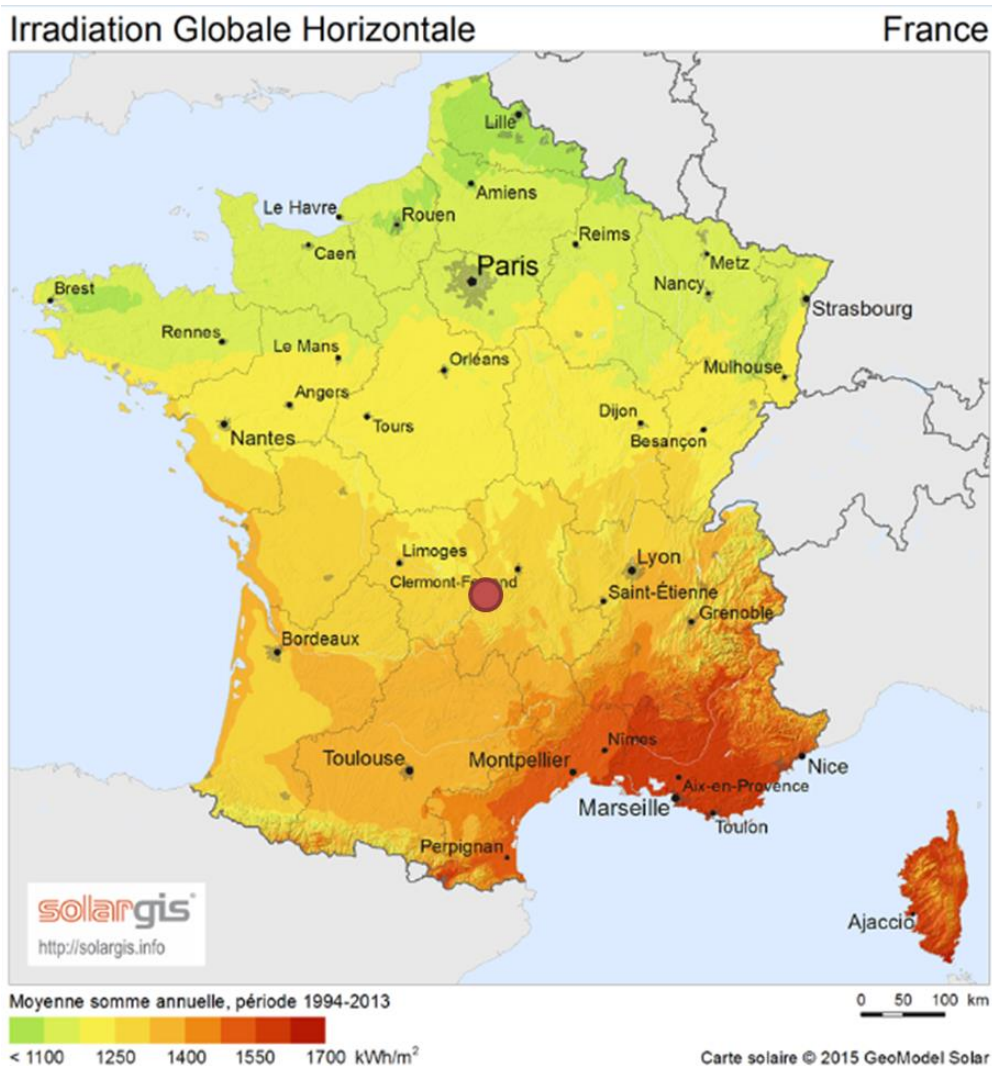 Irradiation Globale Horizontale France
Lille
Amiens
Le Havre
Rouen
Reims
Caen
Metz
Paris
Nancy
Brest
Strasbourg
Rennes
Le Mans
Orléans
Mulhouse
Angers
Dijon
Nantes
Tours
Besançon
Limoges
Lyon
Saint-Étienne
Grenoble
Bordeaux
Nîmes
Toulouse
Montpellier
Nice
Aix-en-Provence
Marseille
Toulon
Perpignan
Ajaccio
solargis
http://solargis.info
Moyenne somme annuelle, période 1994-2013
0 50 100 km
< 1100 1250 1400 1550 1700 kWh/m²
Carte solaire © 2015 GeoModel Solar